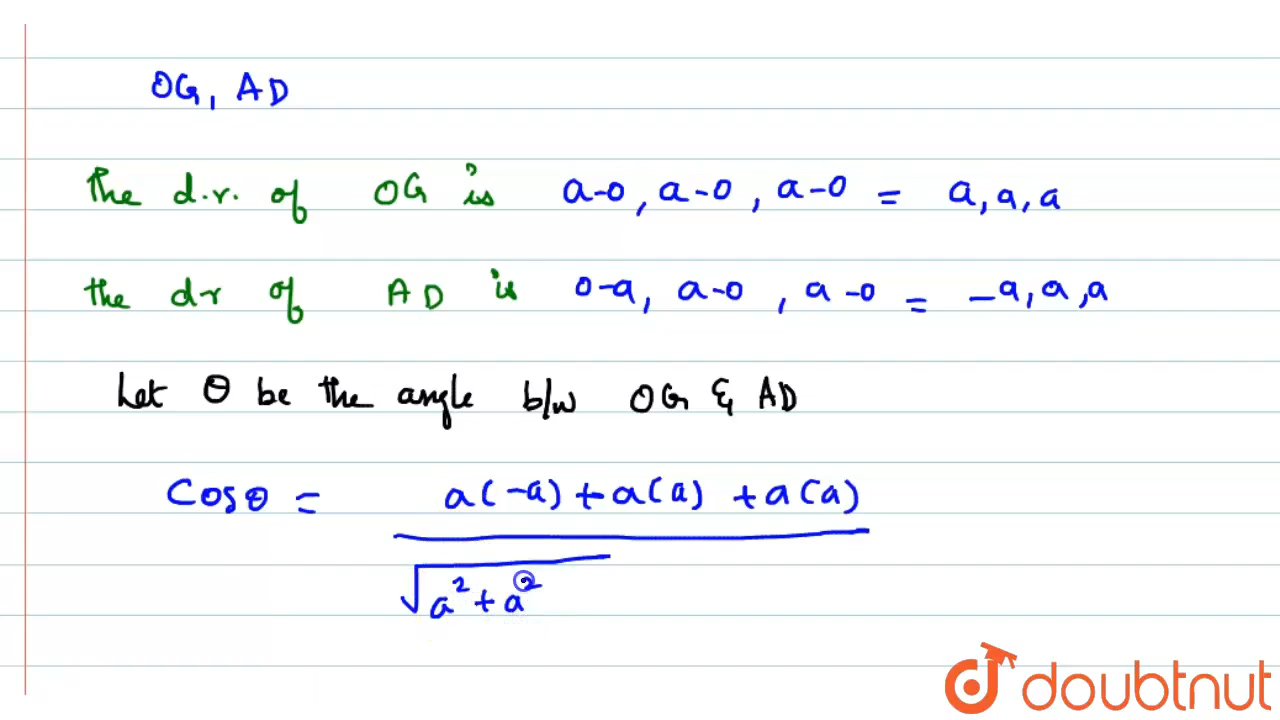 OG, AD
the d.r. of OG is a-0, a-0, a-0 = a, a, a
the dr of AD is 0-a, a-0, a-0 = -a, a, a
Let θ be the angle b/w OG & AD
Cosθ = a(-a) + a(a) + a(a)
√a² + a²
doubtnut